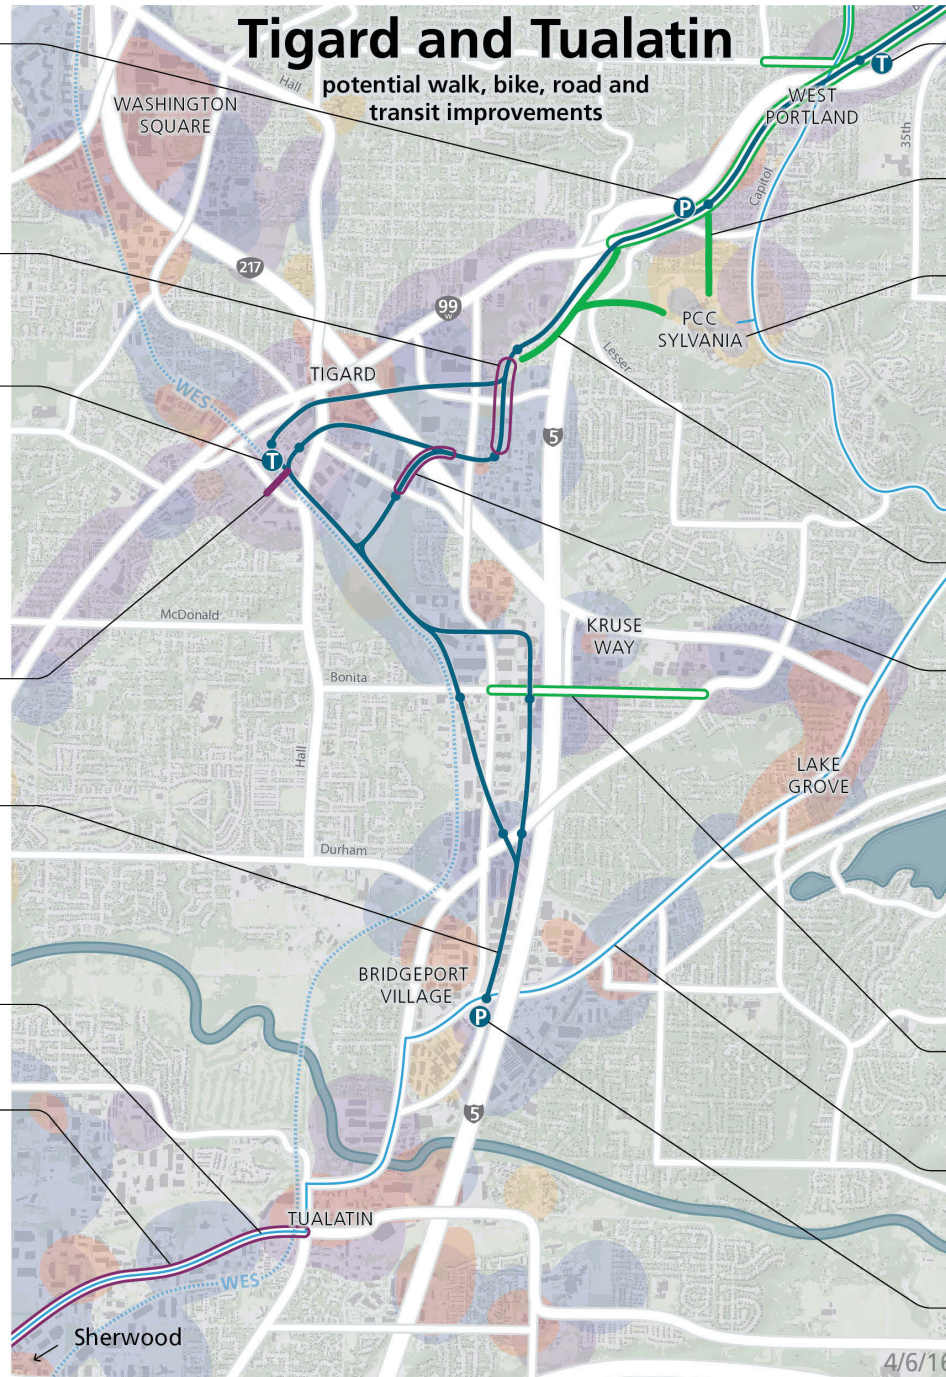 Tigard and Tualatin
potential walk, bike, road and
transit improvements
Hall
WASHINGTON
SQUARE
T
WEST
PORTLAND
35th
Capitol
P
217
99
W
PCC
SYLVANIA
Lesser
TIGARD
WES
5
T
McDonald
KRUSE
WAY
Bonita
Hall
LAKE
GROVE
Durham
BRIDGEPORT
VILLAGE
P
5
TUALATIN
WES
Sherwood
4/6/16